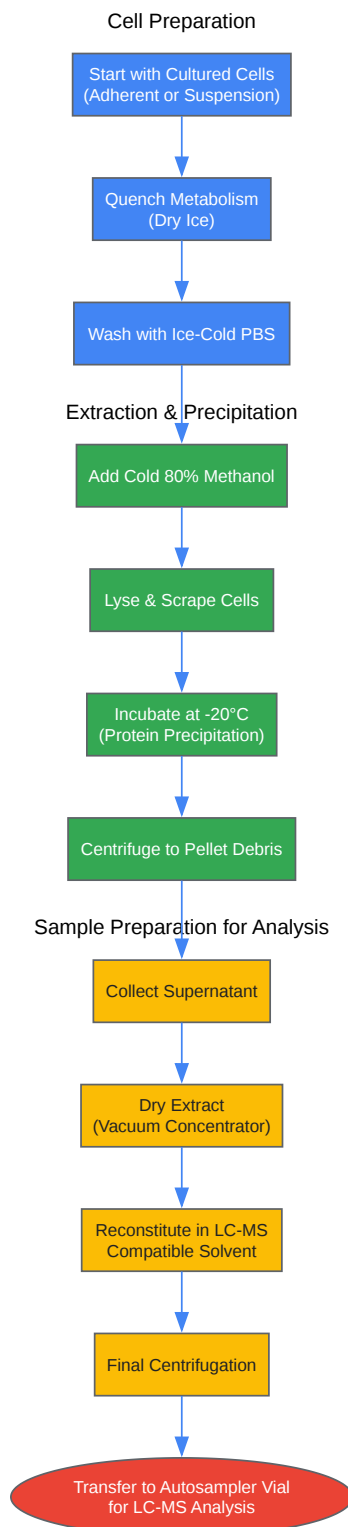 Cell Preparation
Start with Cultured Cells
(Adherent or Suspension)
Quench Metabolism
(Dry Ice)
Wash with Ice-Cold PBS
Extraction & Precipitation
Add Cold 80% Methanol
Lyse & Scrape Cells
Incubate at -20°C
(Protein Precipitation)
Centrifuge to Pellet Debris
Sample Preparation for Analysis
Collect Supernatant
Dry Extract
(Vacuum Concentrator)
Reconstitute in LC-MS
Compatible Solvent
Final Centrifugation
Transfer to Autosampler Vial
for LC-MS Analysis